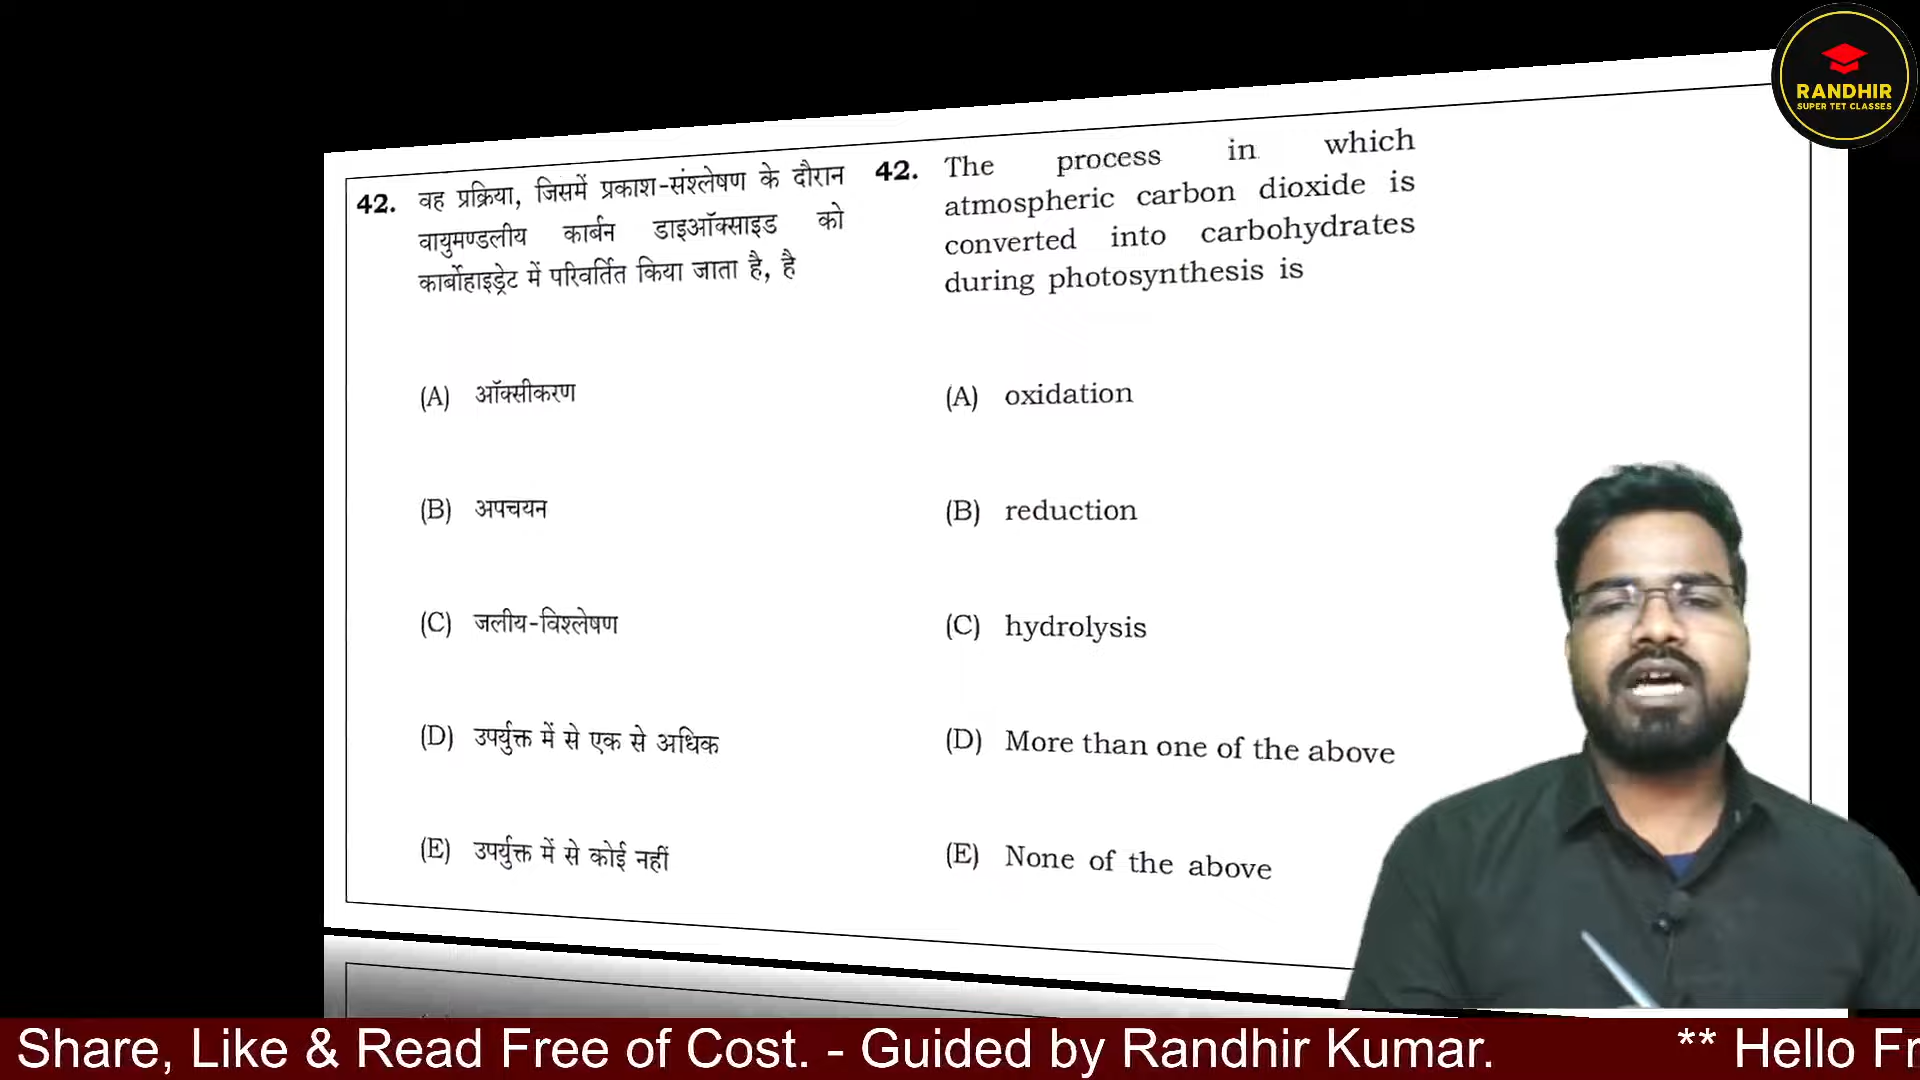 RANDHIR
SUPER TET CLASSES
42. वह प्रक्रिया, जिसमें प्रकाश-संश्लेषण के दौरान
वायुमण्डलीय कार्बन डाइऑक्साइड को
कार्बोहाइड्रेट में परिवर्तित किया जाता है, है
(A) ऑक्सीकरण
(B) अपचयन
(C) जलीय-विश्लेषण
(D) उपर्युक्त में से एक से अधिक
(E) उपर्युक्त में से कोई नहीं
42. The process in which
atmospheric carbon dioxide is
converted into carbohydrates
during photosynthesis is
(A) oxidation
(B) reduction
(C) hydrolysis
(D) More than one of the above
(E) None of the above
Share, Like & Read Free of Cost. - Guided by Randhir Kumar. ** Hello Fr